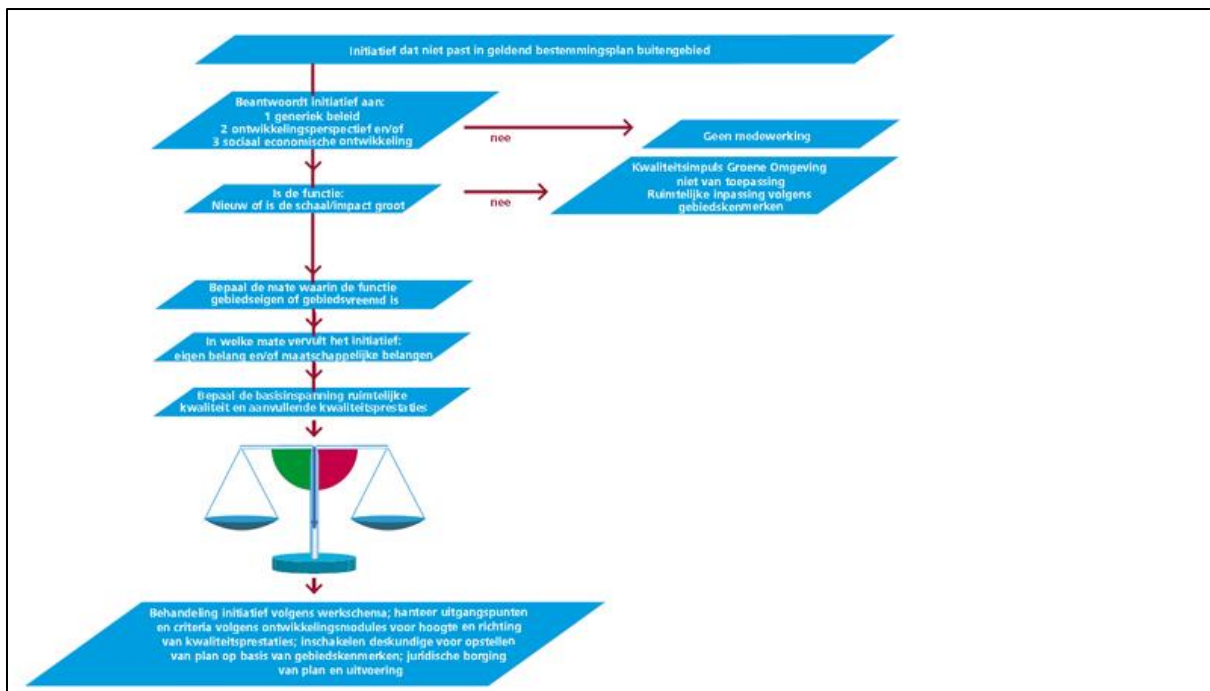 Initiatief dat niet past in geldend bestemmingsplan buitengebied
Beantwoordt initiatief aan:
1 generiek beleid
2 ontwikkelingsperspectief en/of
3 sociaal economische ontwikkeling
nee
Geen medewerking
Is de functie:
Nieuw of is de schaal/impact groot
nee
Kwaliteitsimpuls Groene Omgeving
niet van toepassing
Ruimtelijke inpassing volgens
gebiedskenmerken
Bepaal de mate waarin de functie
gebiedseigen of gebiedsvreemd is
In welke mate vervult het initiatief:
eigen belang en/of maatschappelijke belangen
Bepaal de basisinspanning ruimtelijke
kwaliteit en aanvullende kwaliteitsprestaties
Behandeling initiatief volgens werkschema; hanteer uitgangspunten
en criteria volgens ontwikkelingsmodules voor hoogte en richting
van kwaliteitsprestaties; inschakelen deskundige voor opstellen
van plan op basis van gebiedskenmerken; juridische borging
van plan en uitvoering